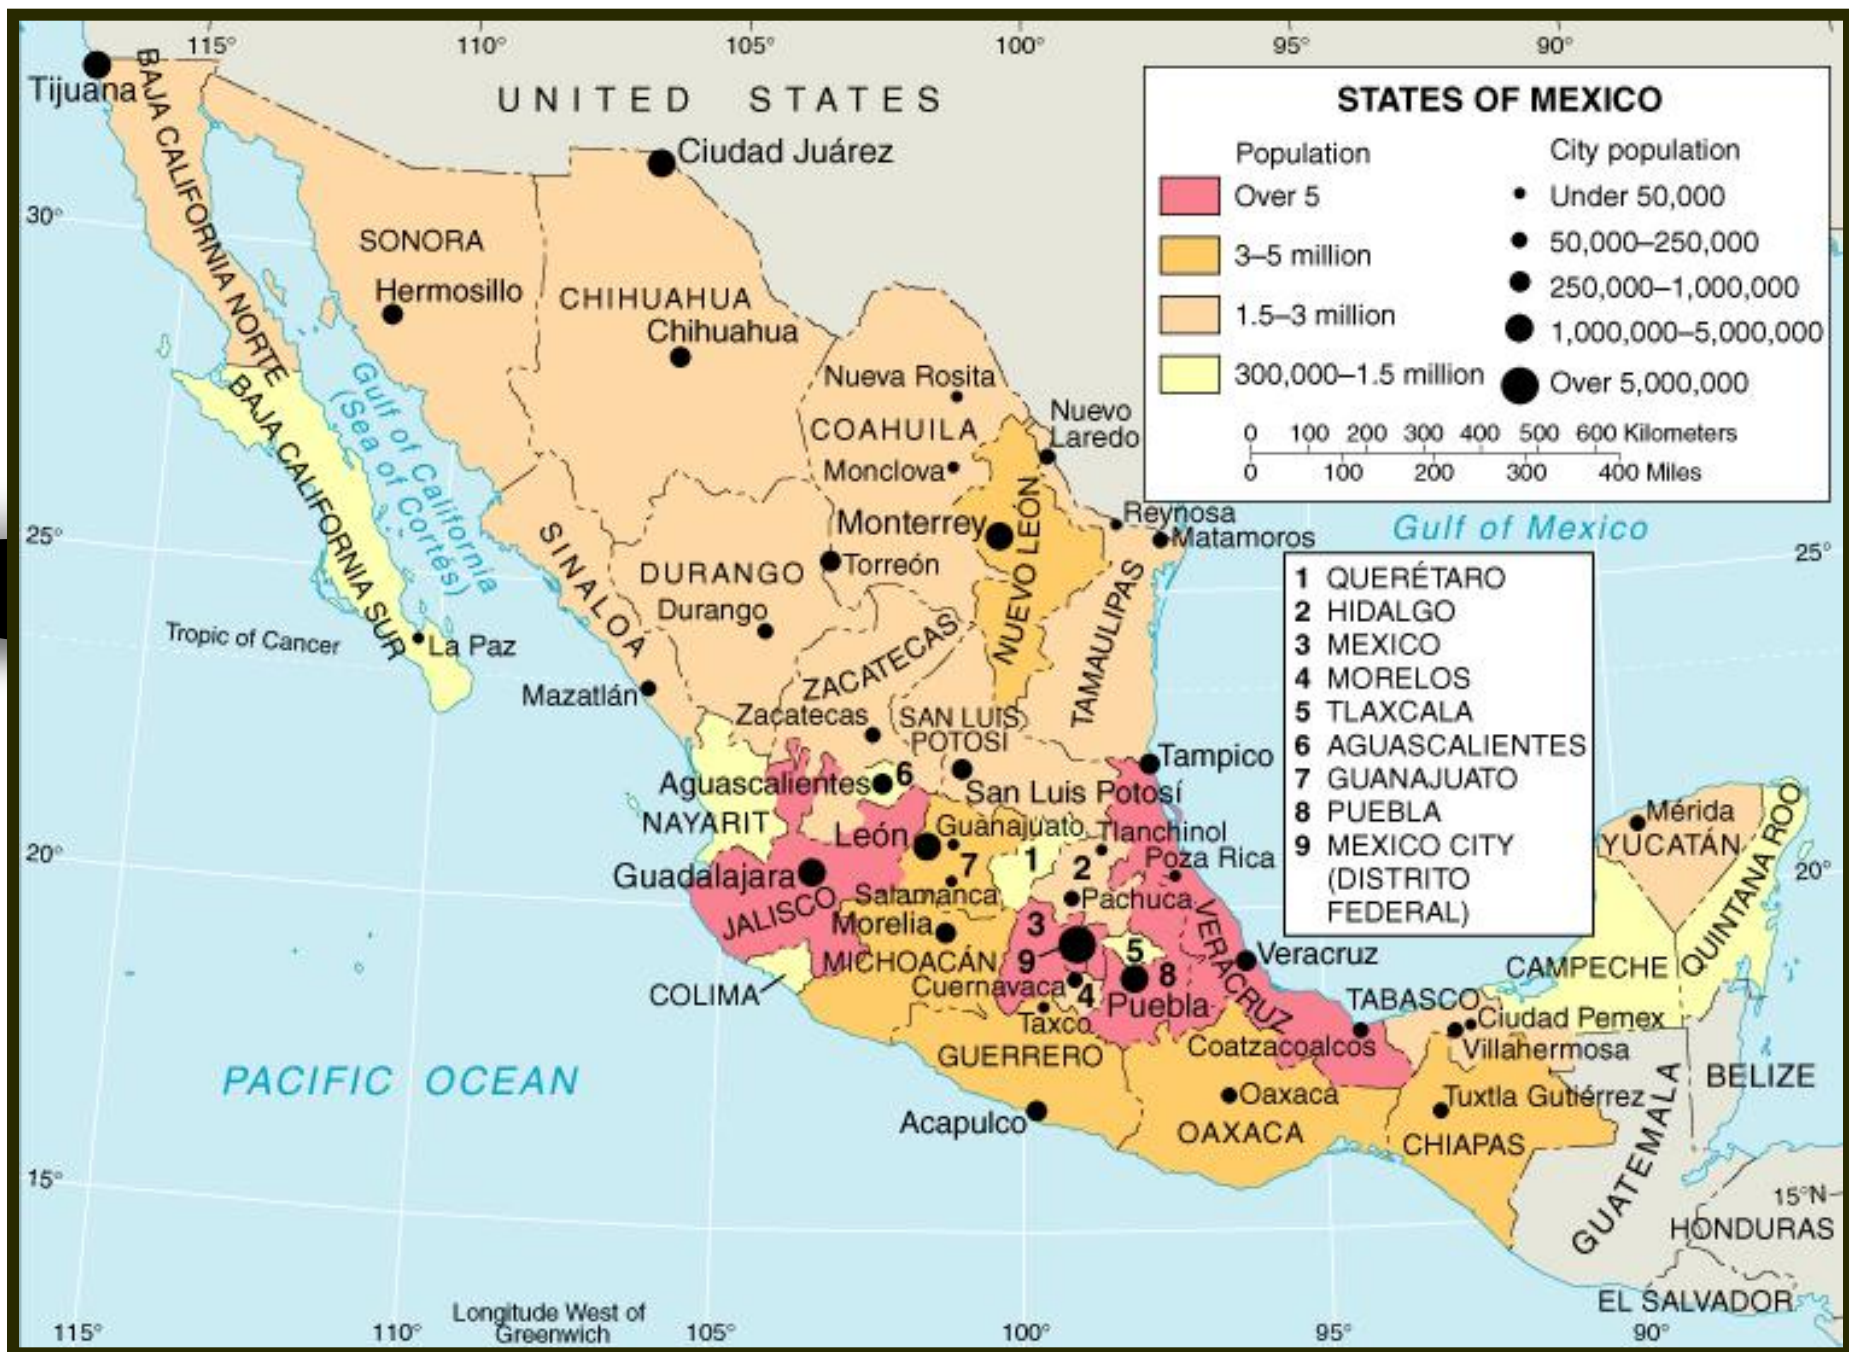 115°
110°
105°
100°
95°
90°
Tijuana
BAJA CALIFORNIA NORTE
UNITED STATES
Ciudad Juárez
STATES OF MEXICO
Population
Over 5
3–5 million
1.5–3 million
300,000–1.5 million
City population
Under 50,000
50,000–250,000
250,000–1,000,000
1,000,000–5,000,000
Over 5,000,000
0 100 200 300 400 500 600 Kilometers
0 100 200 300 400 Miles
30°
SONORA
Hermosillo
CHIHUAHUA
Chihuahua
Nueva Rosita
COAHUILA
Monclova
Nuevo
Laredo
Gulf of California
(Sea of Cortés)
BAJA CALIFORNIA SUR
25°
SINALOA
Monterrey
NUEVO LEÓN
Reynosa
Matamoros
Gulf of Mexico
25°
DURANGO
Durango
Torreón
TAMAULIPAS
Tropic of Cancer
La Paz
Mazatlán
ZACATECAS
Zacatecas
SAN LUIS
POTOSÍ
Tampico
1 QUERÉTARO
2 HIDALGO
3 MEXICO
4 MORELOS
5 TLAXCALA
6 AGUASCALIENTES
7 GUANAJUATO
8 PUEBLA
9 MEXICO CITY
(DISTRITO
FEDERAL)
Aguascalientes
6
San Luis Potosí
NAYARIT
León
Guanajuato
Tlanchinol
1
2
7
Poza Rica
Mérida
YUCATÁN
QUINTANA ROO
20°
20°
Guadalajara
Salamanca
Pachuca
JALISCO
Morelia
3
VERACRUZ
Veracruz
MICHOACÁN
9
5
8
CAMPECHE
COLIMA
Cuernavaca
4
Puebla
TABASCO
Taxco
Ciudad Pemex
Villahermosa
GUERRERO
Coatzacoalcos
PACIFIC OCEAN
BELIZE
Acapulco
Oaxaca
OAXACA
Tuxtla Gutiérrez
CHIAPAS
GUATEMALA
15°
15°N
HONDURAS
EL SALVADOR
Longitude West of
Greenwich
115°
110°
105°
100°
95°
90°